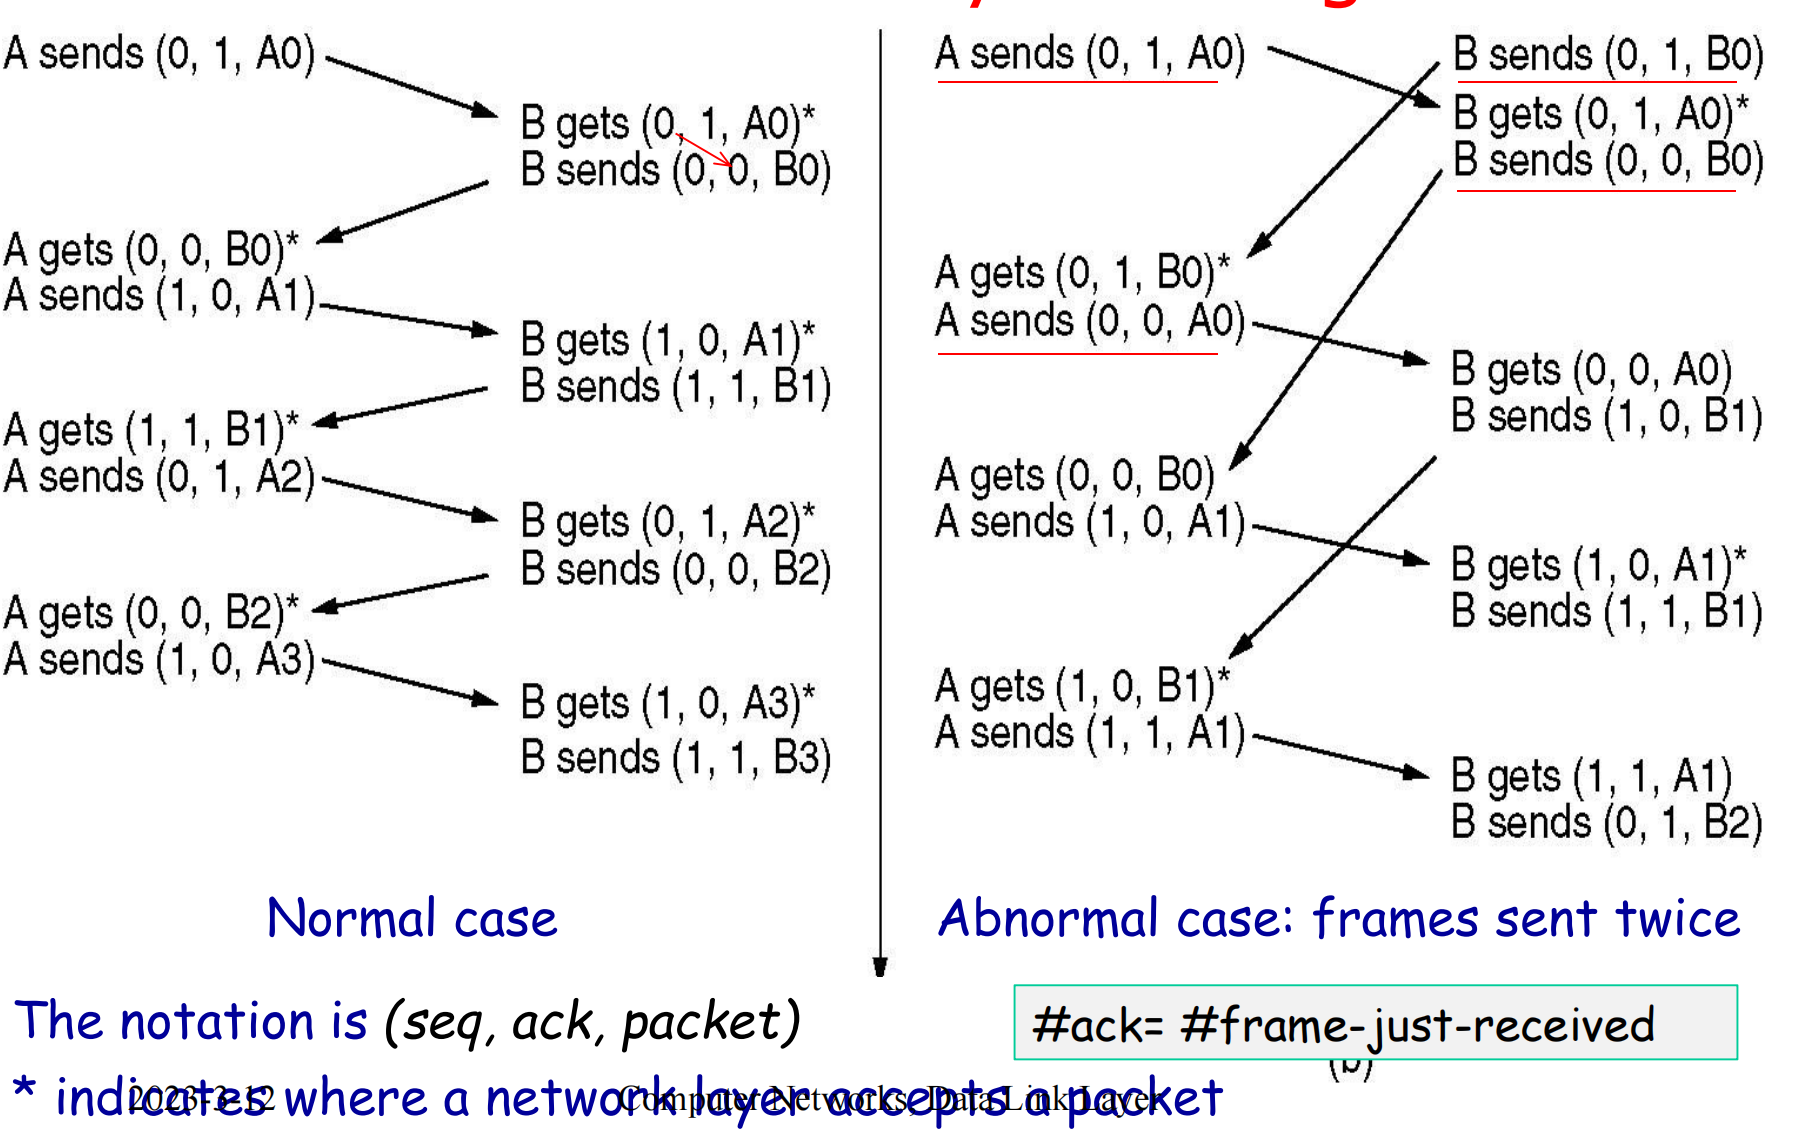 A sends (0, 1, A0)
B gets (0, 1, A0)*
B sends (0, 0, B0)
A gets (0, 0, B0)*
A sends (1, 0, A1)
B gets (1, 0, A1)*
B sends (1, 1, B1)
A gets (1, 1, B1)*
A sends (0, 1, A2)
B gets (0, 1, A2)*
B sends (0, 0, B2)
A gets (0, 0, B2)*
A sends (1, 0, A3)
B gets (1, 0, A3)*
B sends (1, 1, B3)
Normal case
A sends (0, 1, A0)
B sends (0, 1, B0)
B gets (0, 1, A0)*
B sends (0, 0, B0)
A gets (0, 1, B0)*
A sends (0, 0, A0)
B gets (0, 0, A0)
B sends (1, 0, B1)
A gets (0, 0, B0)
A sends (1, 0, A1)
B gets (1, 0, A1)*
B sends (1, 1, B1)
A gets (1, 0, B1)*
A sends (1, 1, A1)
B gets (1, 1, A1)
B sends (0, 1, B2)
Abnormal case: frames sent twice
The notation is (seq, ack, packet)
#ack= #frame-just-received
(b)
* indicates where a network layer accepts a packet
2023-3-12
Computer Networks, Data Link Layer